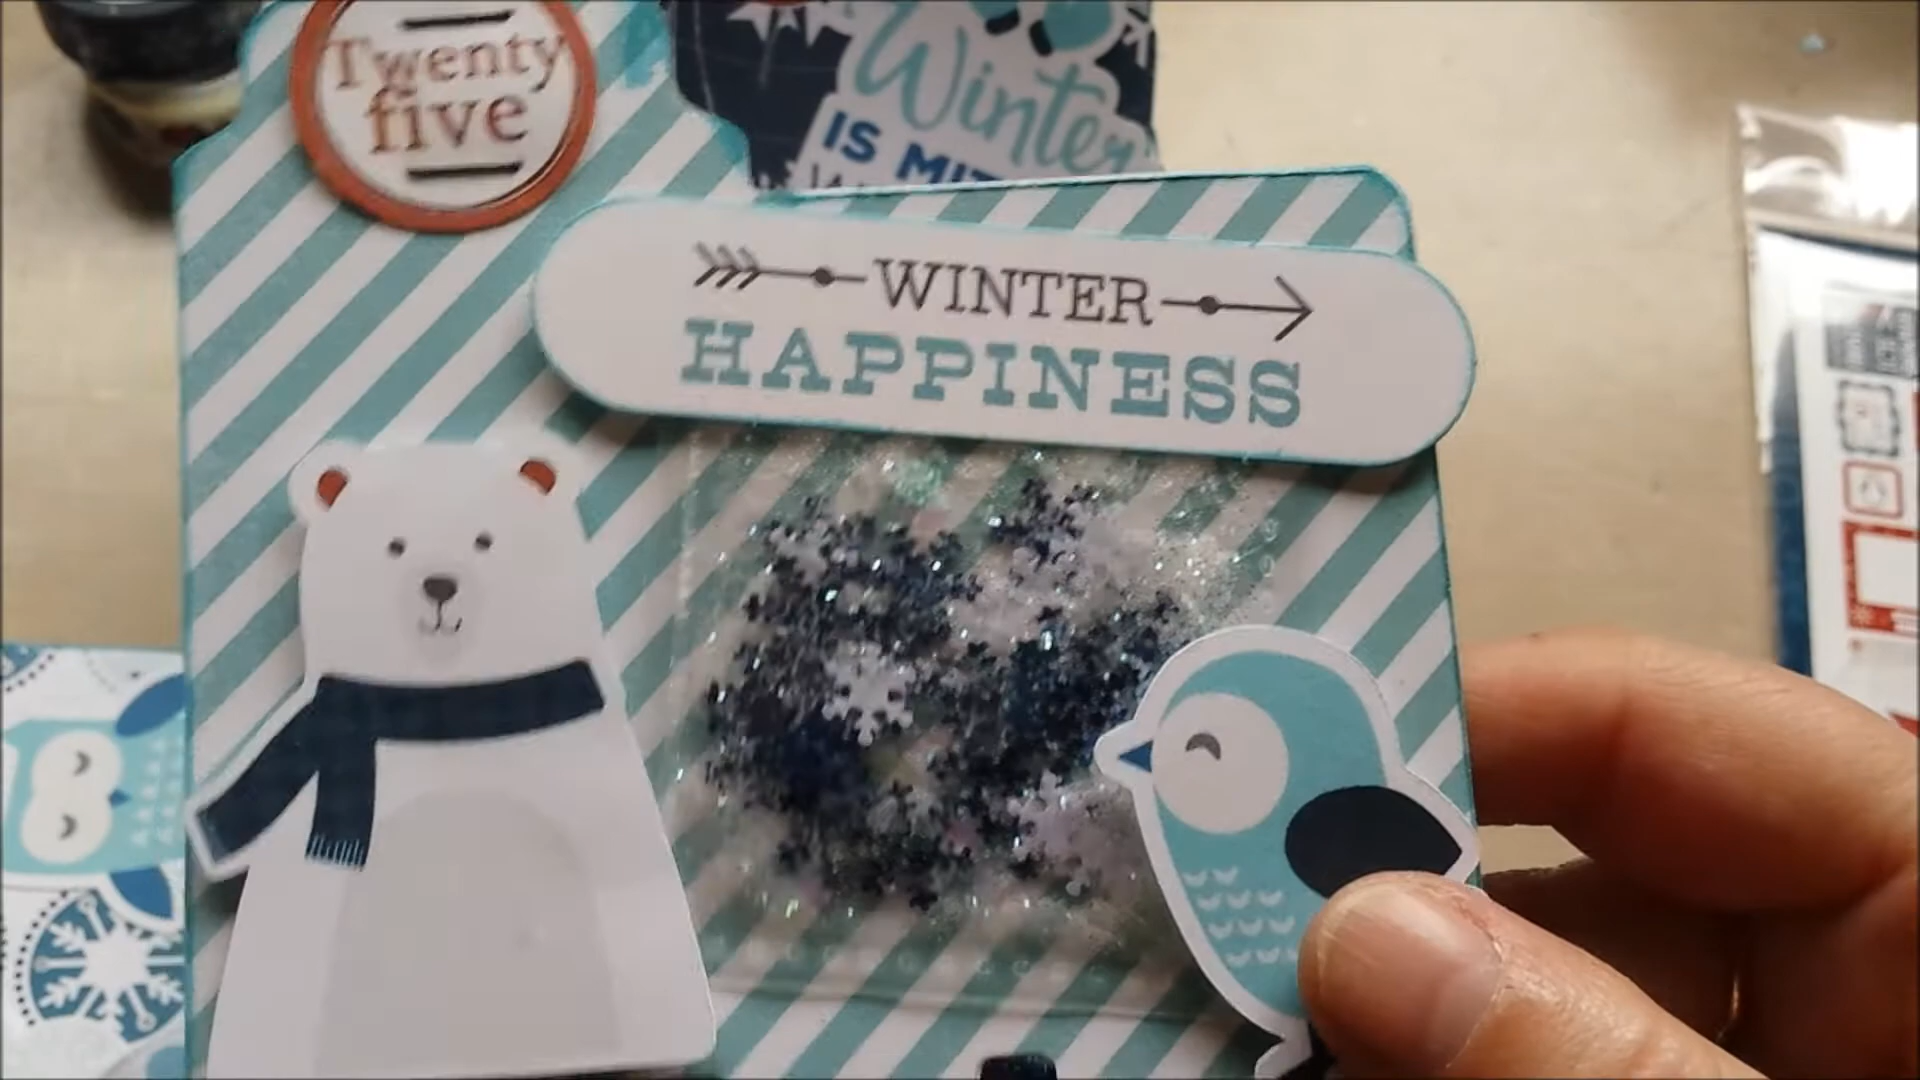 Twenty
five
Winter
IS
WINTER
HAPPINESS